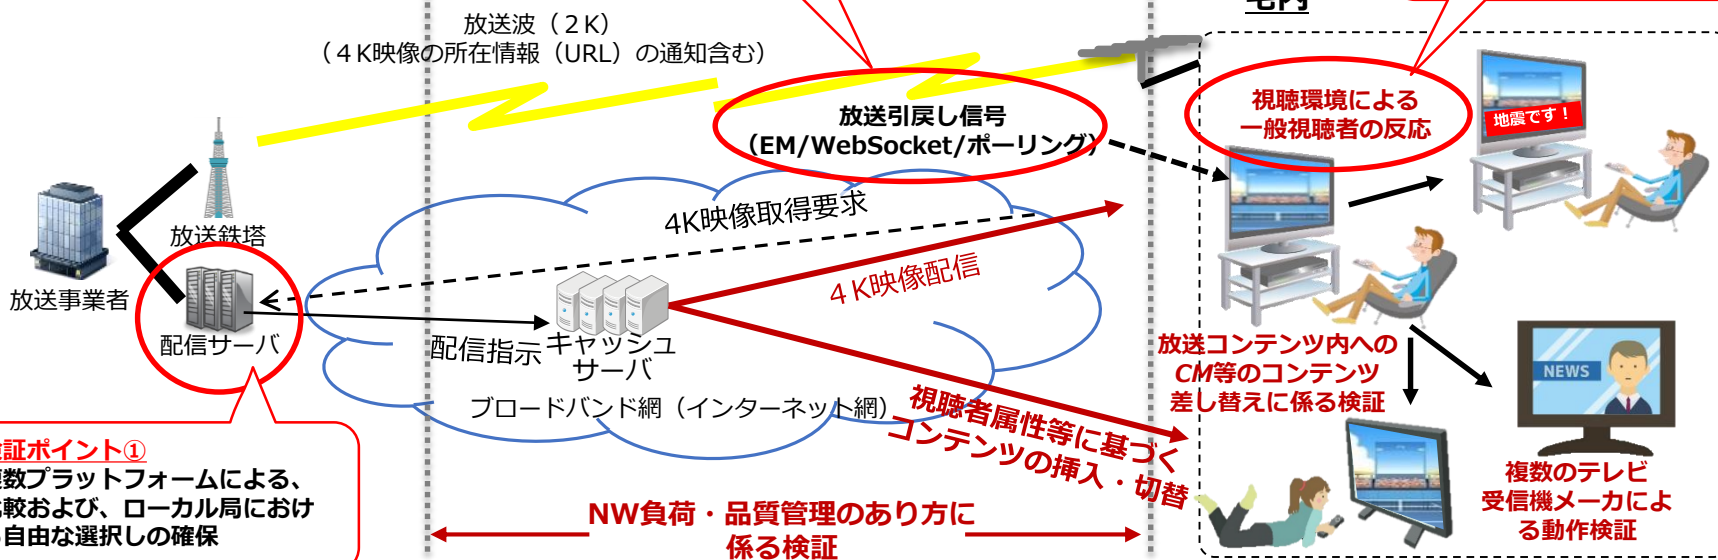 放送波（２K）
（４K映像の所在情報（URL）の通知含む）
宅内
放送引戻し信号
（EM/WebSocket/ポーリング）
視聴環境による
一般視聴者の反応
地震です！
4K映像取得要求
放送鉄塔
放送事業者
配信サーバ
４K映像配信
配信指示
キャッシュ
サーバ
ブロードバンド網（インターネット網）
放送コンテンツ内への
CM等のコンテンツ
差し替えに係る検証
NEWS
視聴者属性等に基づく
コンテンツの挿入・切替
証ポイント①
数プラットフォームによる、
較および、ローカル局におけ
自由な選択しの確保
NW負荷・品質管理のあり方に
係る検証
複数のテレビ
受信機メーカによ
る動作検証